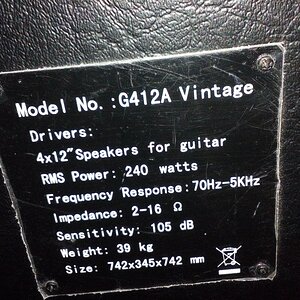 Model No.:G412A Vintage
Drivers:
4x12"Speakers for guitar
RMS Power: 240 watts
Frequency Response:70Hz-5KHz
Impedance: 2-16 Ω
Sensitivity: 105 dB
Weight: 39 kg
Size: 742x345x742 mm